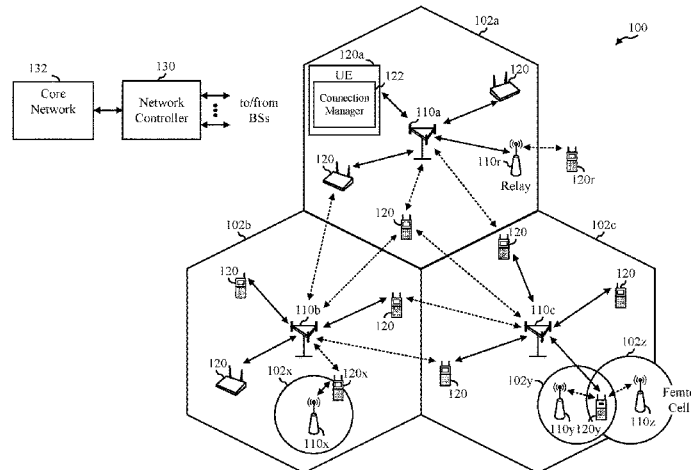 102a
100
120a
132
130
UE
122
120
Core
Network
Network
Controller
to/from
BSs
Connection
Manager
110a
120
110r
Relay
120r
102b
120
102c
120
120
120
120
110b
120
110c
120
102x
120x
120
102z
102y
110x
110y
120y
110z
Femto
Cell